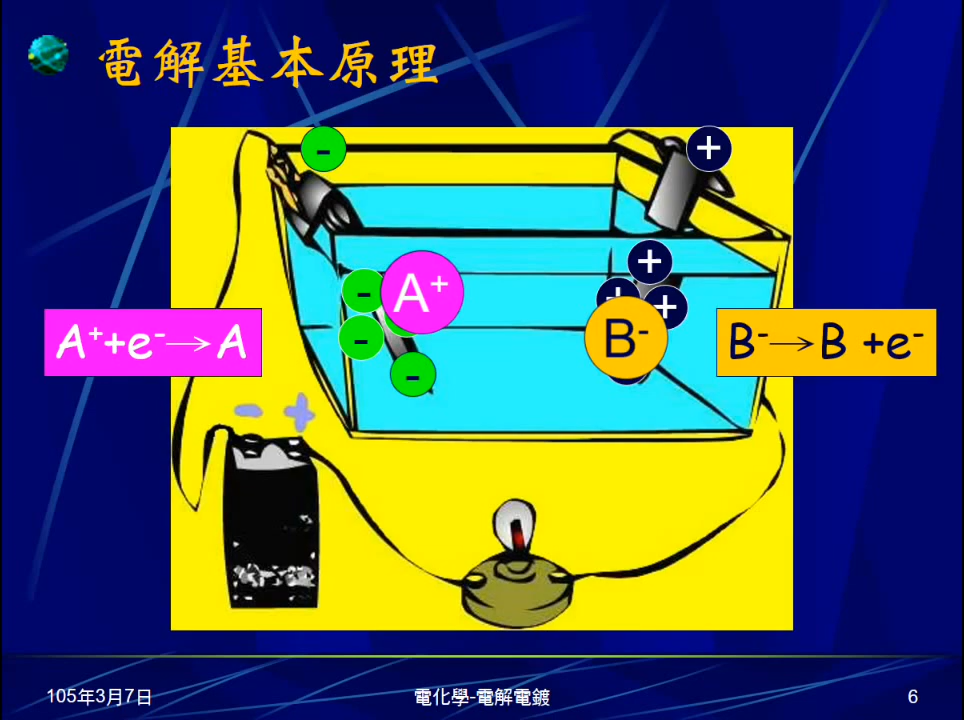 電解基本原理
-
+
+
-
A⁺
+
+
B⁻
-
-
A⁺+e⁻→A
B⁻→B +e⁻
- +
105年3月7日
電化學-電解電鍍
6